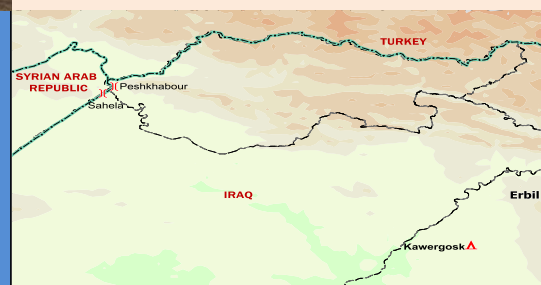 TURKEY
SYRIAN ARAB
REPUBLIC
Peshkhabour
Sahela
IRAQ
Erbil
Kawergosk